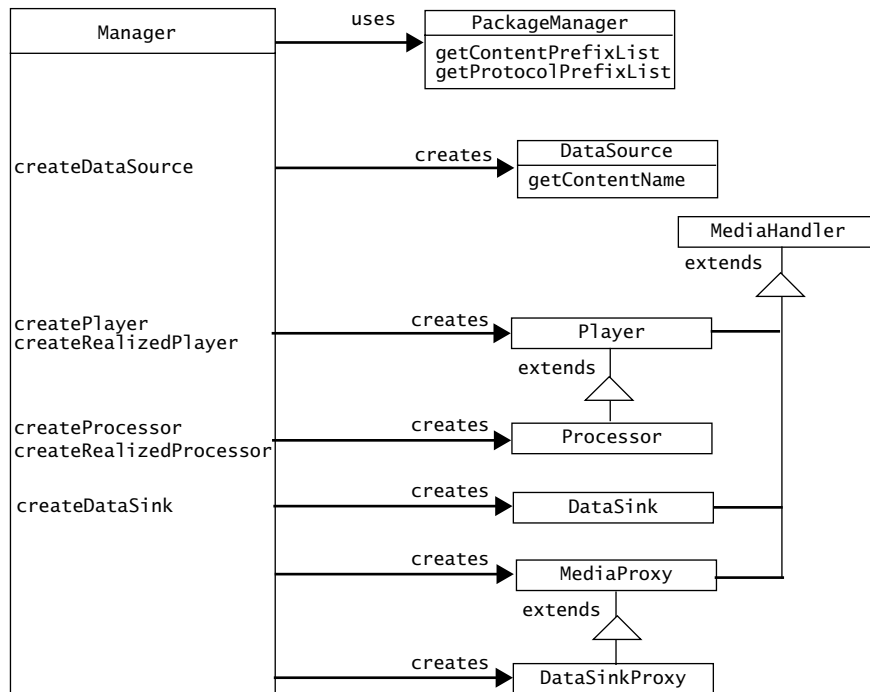 Manager
uses
PackageManager
getContentPrefixList
getProtocolPrefixList
createDataSource
creates
DataSource
getContentName
MediaHandler
extends
createPlayer
createRealizedPlayer
creates
Player
extends
createProcessor
createRealizedProcessor
creates
Processor
createDataSink
creates
DataSink
creates
MediaProxy
extends
creates
DataSinkProxy